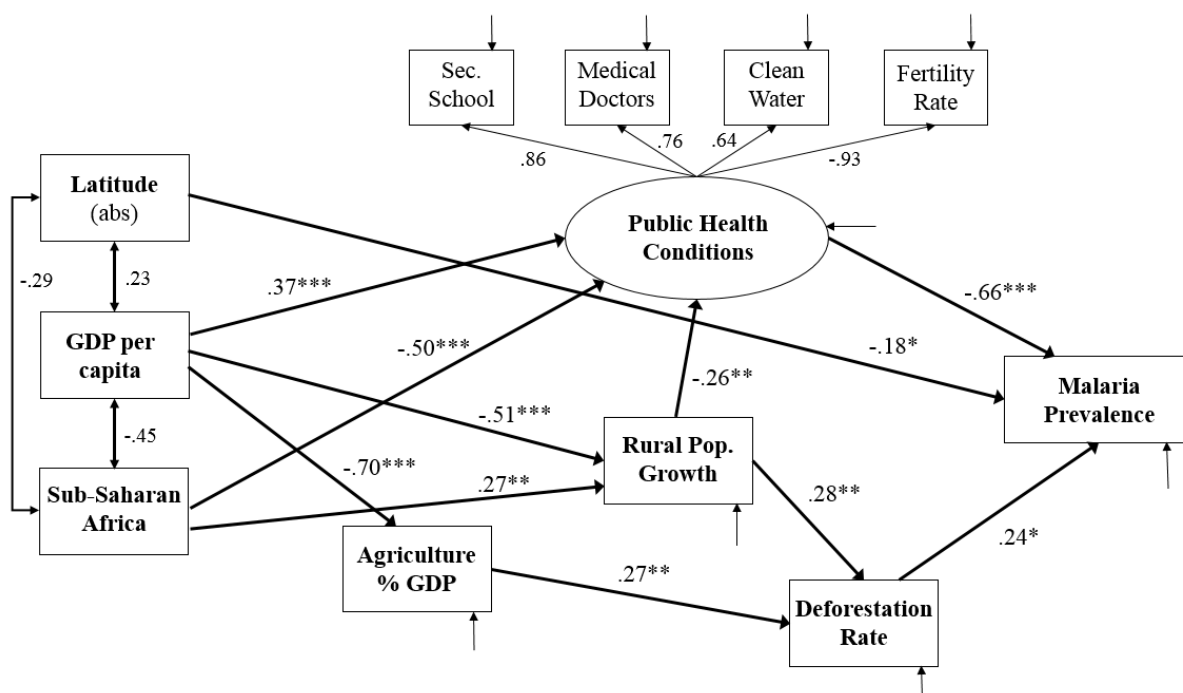 Sec.
School
Medical
Doctors
Clean
Water
Fertility
Rate
.86
.76
.64
-.93
Latitude
(abs)
Public Health
Conditions
-.29
.23
.37***
-.66***
GDP per
capita
-.50***
-.18*
-.26**
Malaria
Prevalence
-.45
-.51***
Rural Pop.
Growth
-.70***
Sub-Saharan
Africa
.27**
.28**
.24*
Agriculture
% GDP
.27**
Deforestation
Rate